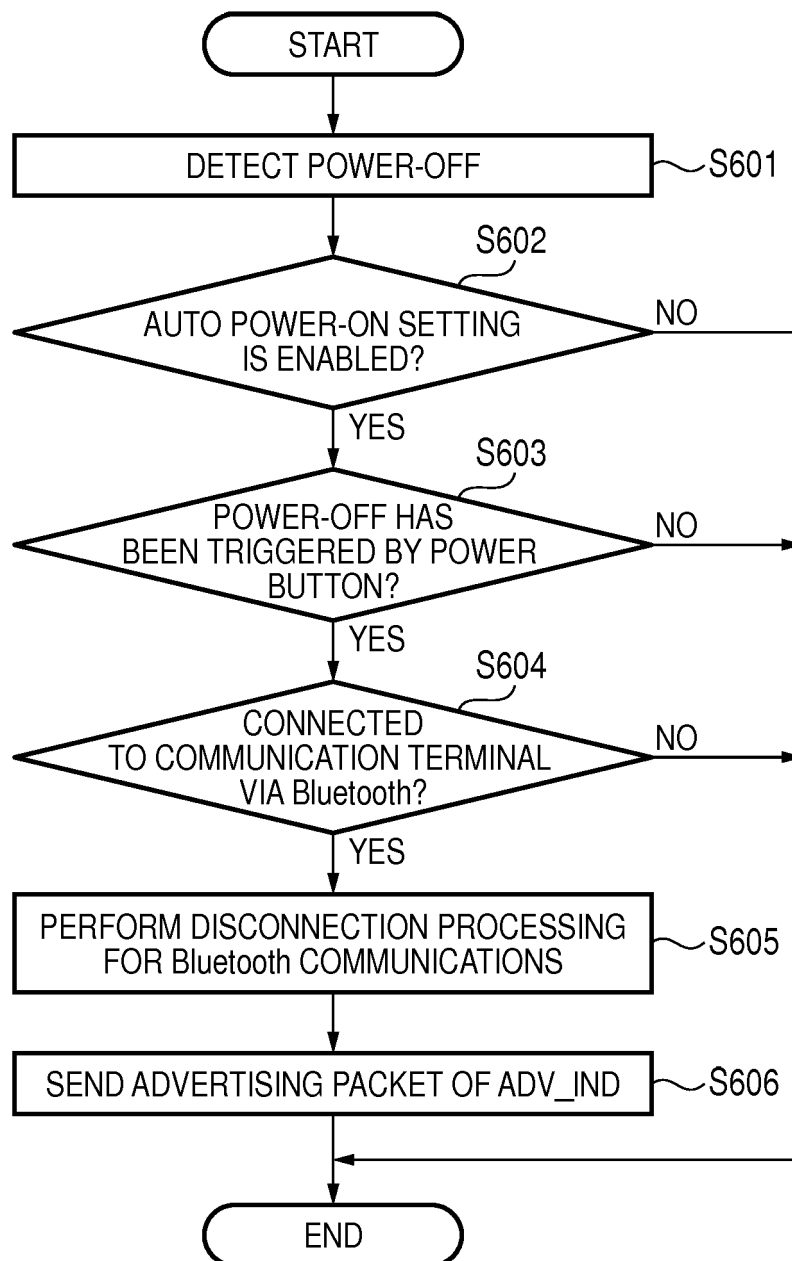 START
DETECT POWER-OFF
S601
S602
AUTO POWER-ON SETTING
IS ENABLED?
NO
YES
S603
POWER-OFF HAS
BEEN TRIGGERED BY POWER
BUTTON?
NO
YES
S604
CONNECTED
TO COMMUNICATION TERMINAL
VIA Bluetooth?
NO
YES
PERFORM DISCONNECTION PROCESSING
FOR Bluetooth COMMUNICATIONS
S605
SEND ADVERTISING PACKET OF ADV_IND
S606
END